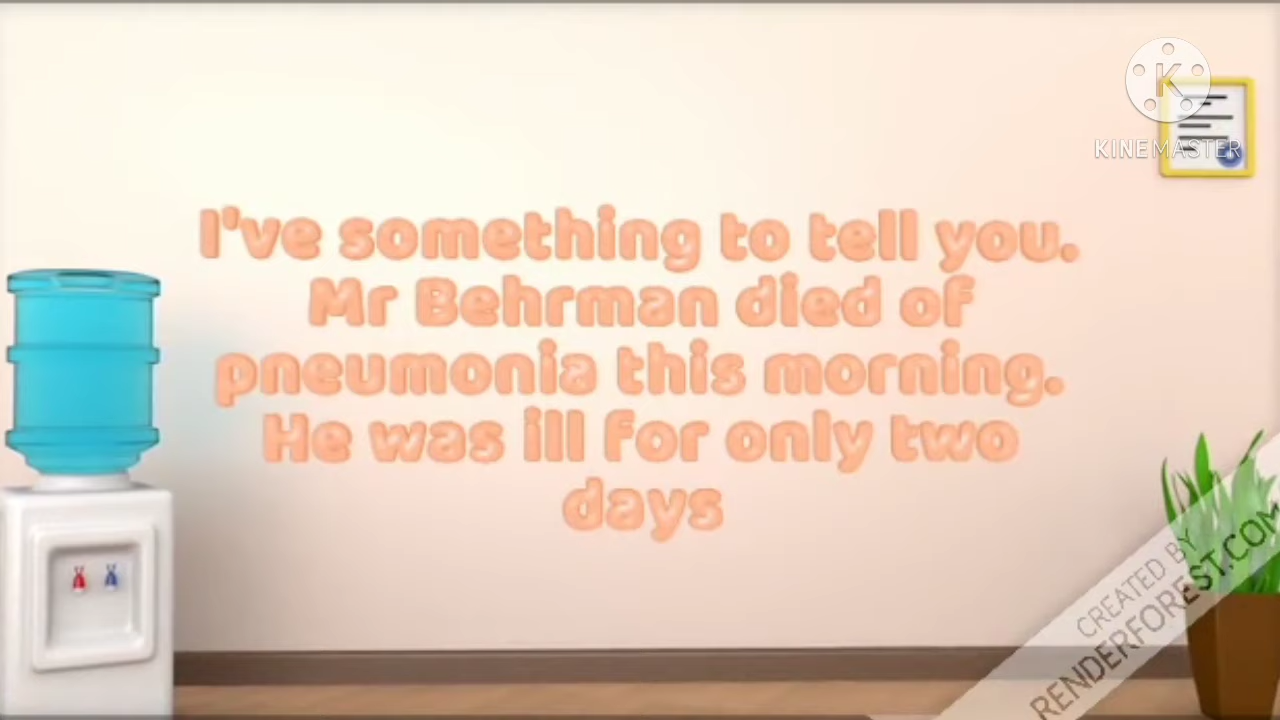 K
KINEMASTER
I've something to tell you.
Mr Behrman died of
pneumonia this morning.
He was ill for only two
days
CREATED BY
RENDERFOREST.COM